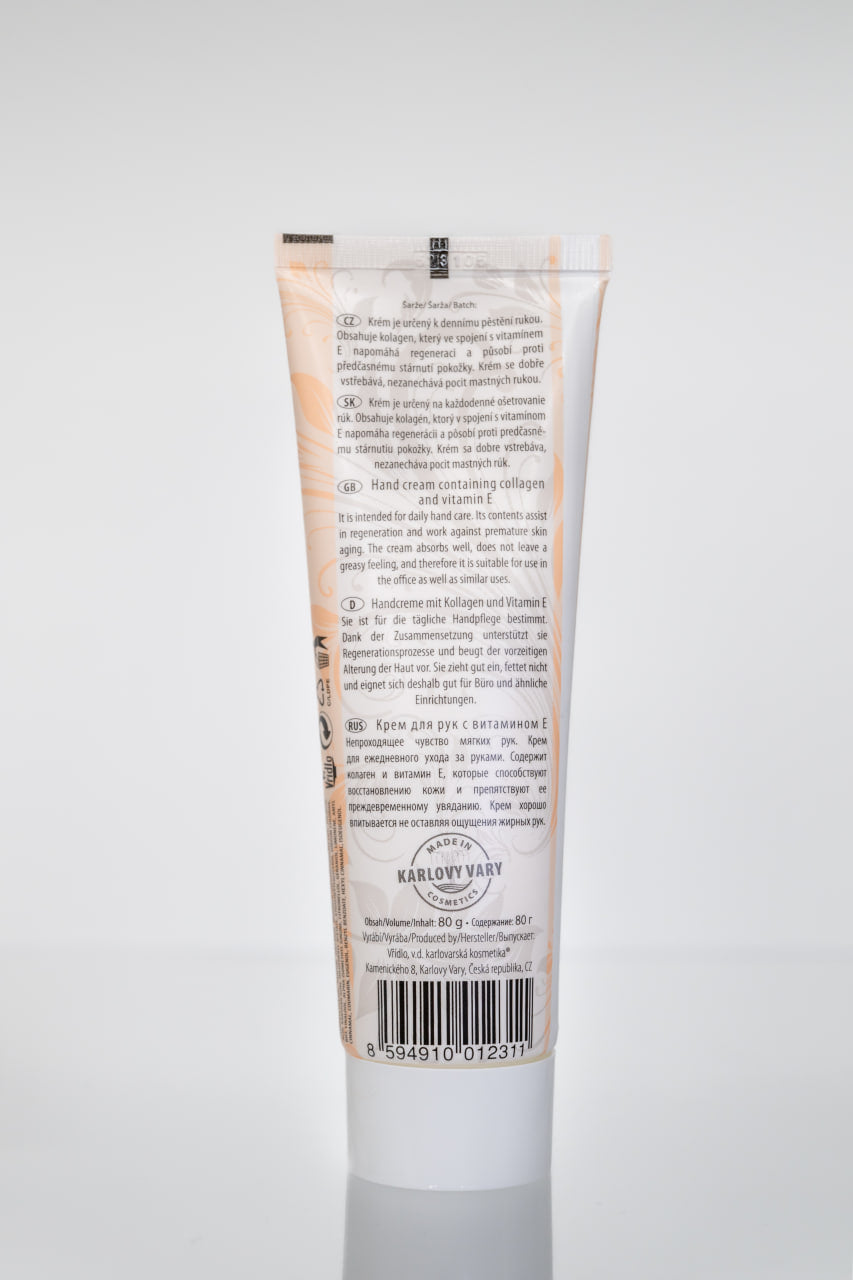 Šarže/ Šarža/ Batch:
CZ Krém je určený k dennímu pěstění rukou.
Obsahuje kolagen, který ve spojení s vitamínem
E napomáhá regeneraci a působí proti
předčasnému stárnutí pokožky. Krém se dobře
vstřebává, nezanechává pocit mastných rukou.
SK Krém je určený na každodenné ošetrovanie
rúk. Obsahuje kolagén, ktorý v spojení s vitamínom
E napomáha regenerácii a pôsobí proti predčasné-
mu stárnutiu pokožky. Krém sa dobre vstrebáva,
nezanecháva pocit mastných rúk.
GB Hand cream containing collagen
and vitamin E
It is intended for daily hand care. Its contents assist
in regeneration and work against premature skin
aging. The cream absorbs well, does not leave a
greasy feeling, and therefore it is suitable for use in
the office as well as similar uses.
D Handcreme mit Kollagen und Vitamin E
Sie ist für die tägliche Handpflege bestimmt.
Dank der Zusammensetzung unterstützt sie
Regenerationsprozesse und beugt der vorzeitigen
Alterung der Haut vor. Sie zieht gut ein, fettet nicht
und eignet sich deshalb gut für Büro und ähnliche
Einrichtungen.
RUS Крем для рук с витамином Е
Непроходящее чувство мягких рук. Крем
для ежедневного ухода за руками. Содержит
колаген и витамин Е, которые способствуют
восстановлению кожи и препятствуют ее
преждевременному увяданию. Крем хорошо
впитывается не оставляя ощущения жирных рук.
MADE IN
KARLOVY VARY
COSMETICS
Obsah/Volume/Inhalt: 80 g • Содержание: 80 г
Vyrábí/Vyrába/Produced by/Hersteller/Выпускает:
Vřídlo, v.d. karlovarská kosmetika®
Kamenického 8, Karlovy Vary, Česká republika, CZ
8 594910 012311
C/LDPE
Vřídlo